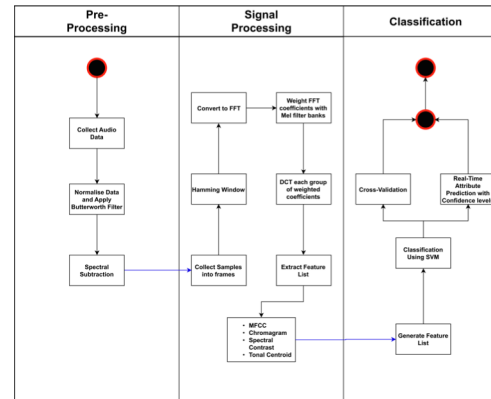 Pre-
Processing
Signal
Processing
Classification
Collect Audio
Data
Normalise Data
and Apply
Butterworth Filter
Spectral
Subtraction
Convert to FFT
Weight FFT
coefficients with
Mel filter banks
Hamming Window
DCT each group
of weighted
coefficients
Collect Samples
into frames
Extract Feature
List
• MFCC
• Chromagram
• Spectral
Contrast
• Tonal Centroid
Cross-Validation
Real-Time
Attribute
Prediction with
Confidence levels
Classification
Using SVM
Generate Feature
List